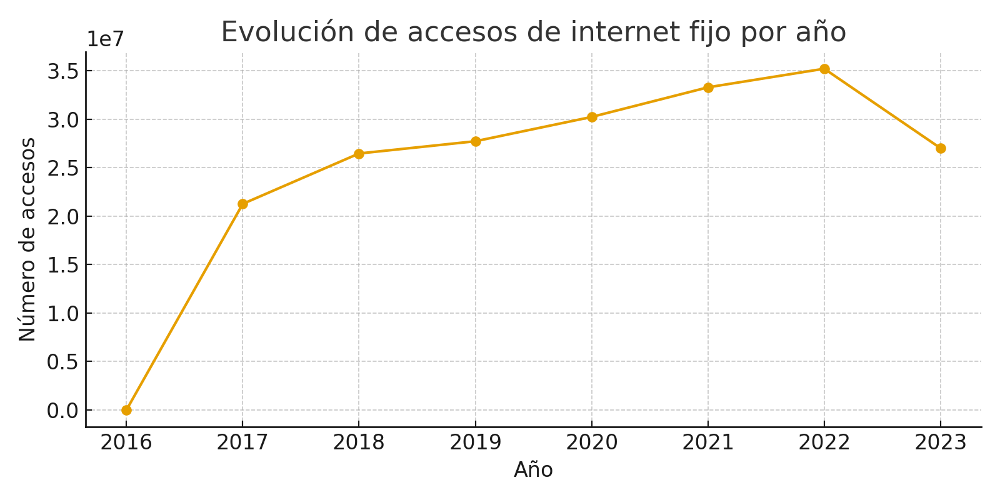 Evolución de accesos de internet fijo por año
1e7
3.5
3.0
2.5
2.0
1.5
1.0
0.5
0.0
Número de accesos
2016 2017 2018 2019 2020 2021 2022 2023
Año